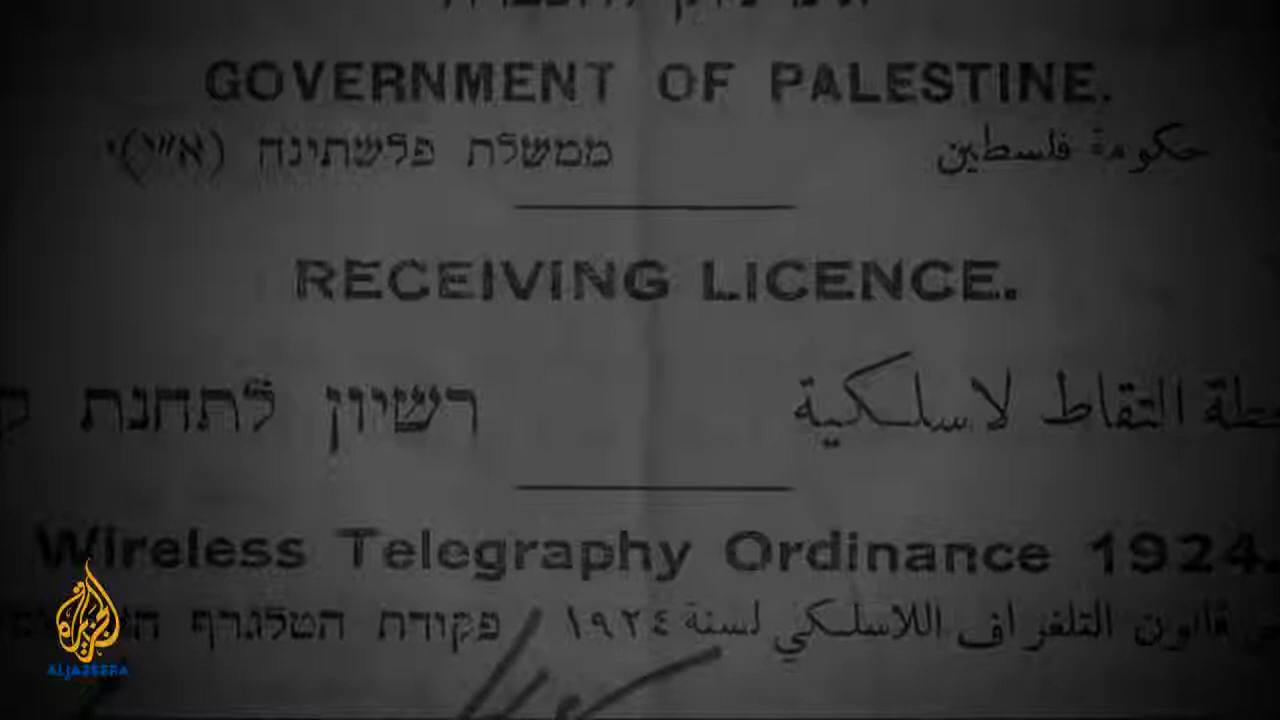 GOVERNMENT OF PALESTINE.
حكومة فلسطين ממשלת פלשתינה (א״י)
RECEIVING LICENCE.
التقاط لاسلكية רשיון לתחנת
Wireless Telegraphy Ordinance 1924.
قانون التلغراف اللاسلكي لسنة ١٩٢٤ פקודת הטלגרף
الجزيرة
ALJAZEERA